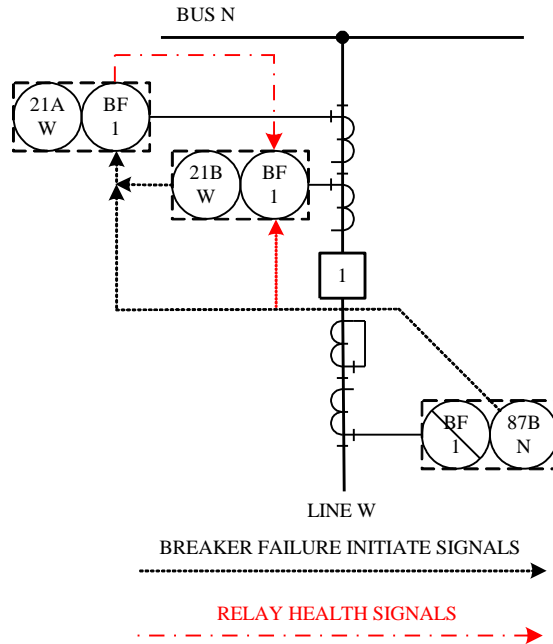 BUS N
21A
W
BF
1
21B
W
BF
1
1
BF
1
87B
N
LINE W
BREAKER FAILURE INITIATE SIGNALS
RELAY HEALTH SIGNALS